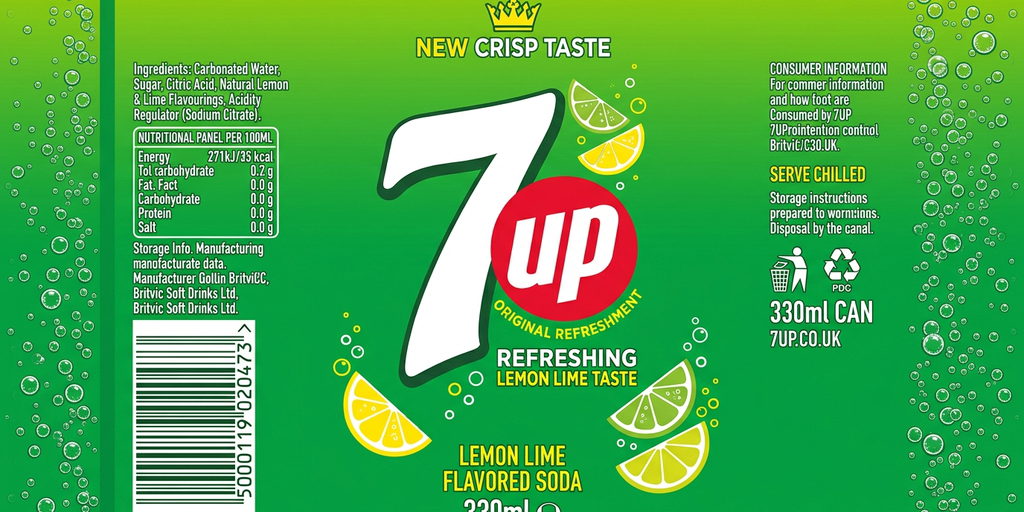 NEW CRISP TASTE
Ingredients: Carbonated Water,
Sugar, Citric Acid, Natural Lemon
& Lime Flavourings, Acidity
Regulator (Sodium Citrate).
NUTRITIONAL PANEL PER 100ML
Energy 271kJ/35 kcal
Tol carbohydrate 0.2 g
Fat. Fact 0.0 g
Carbohydrate 0.0 g
Protein 0.0 g
Salt 0.0 g
Storage Info. Manufacturing
manufacturate data.
Manufacturer Gollin
Britvic Soft Drinks Ltd,
Britvic Soft Drinks Ltd.
5000119 020473 >
7up
ORIGINAL REFRESHMENT
REFRESHING
LEMON LIME TASTE
LEMON LIME
FLAVORED SODA
330ml e
CONSUMER INFORMATION
For commer information
and how foot are
Consumed by 7UP
7UProintention control
Britvic/C30.UK.
SERVE CHILLED
Storage instructions
prepared to
Disposal by the canal.
PDC
330ml CAN
7UP.CO.UK